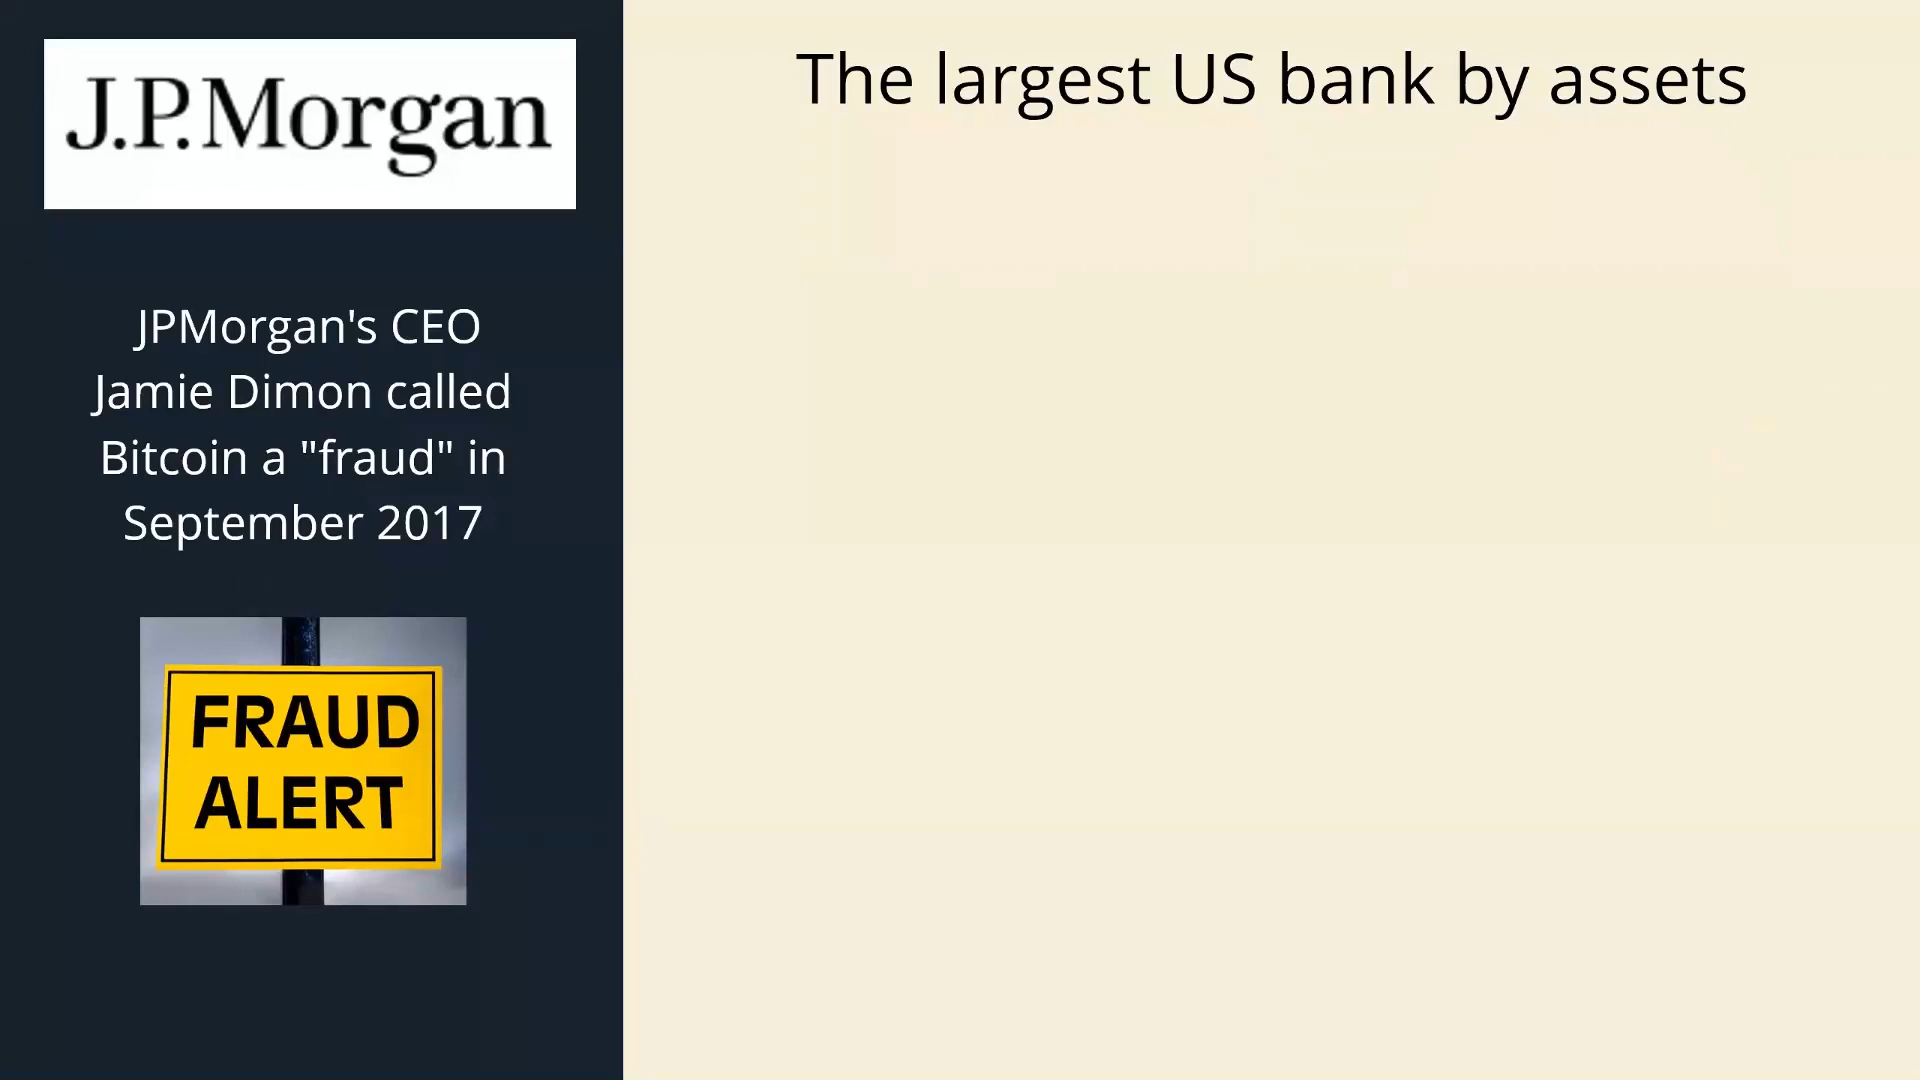 J.P.Morgan
JPMorgan's CEO
Jamie Dimon called
Bitcoin a "fraud" in
September 2017
FRAUD
ALERT
The largest US bank by assets